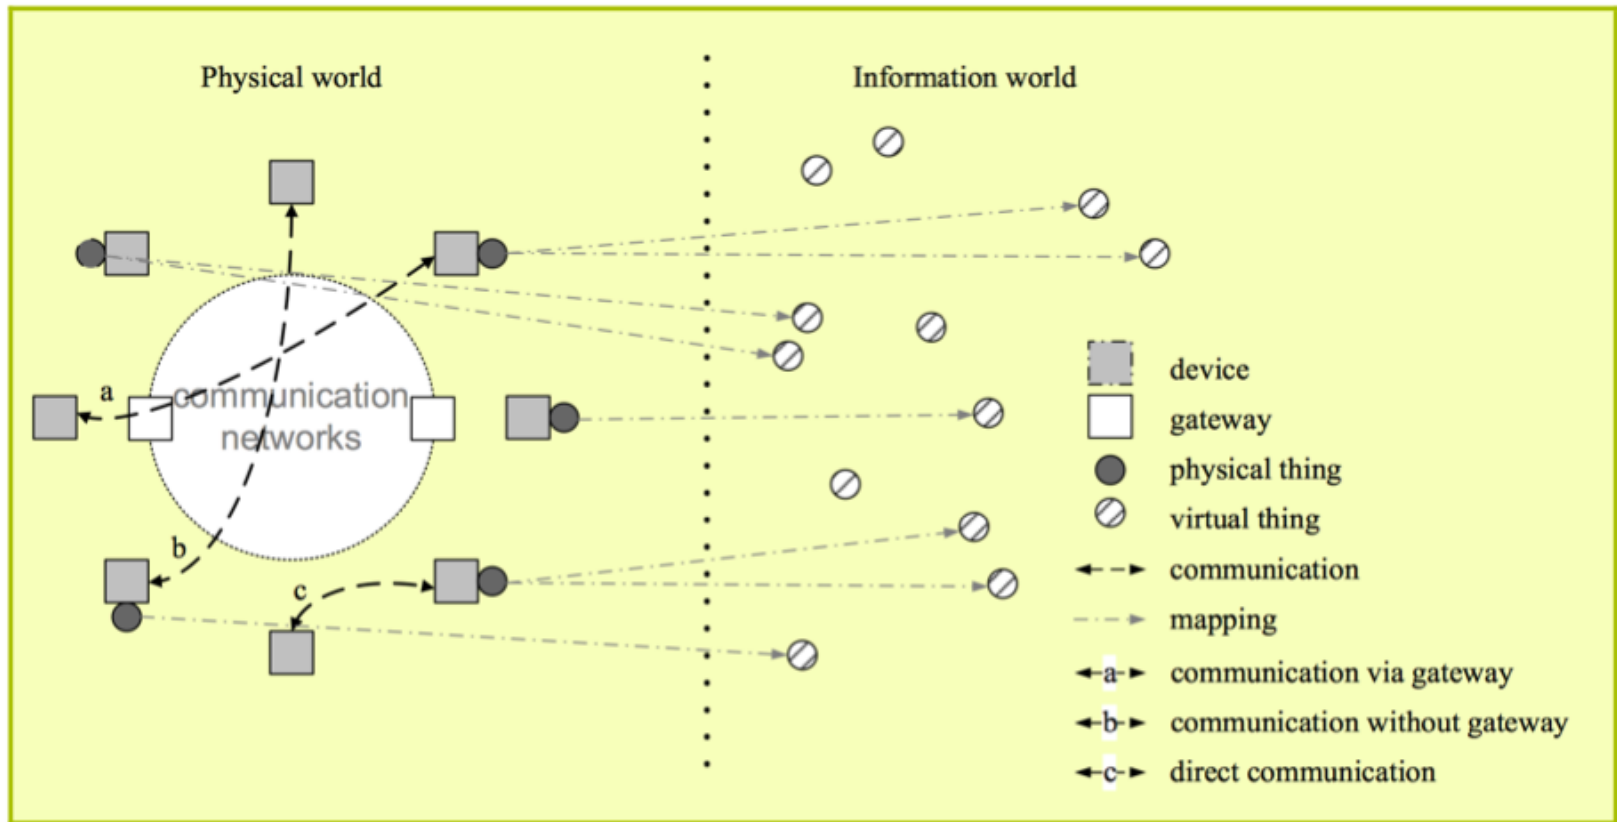 Physical world
Information world
a
communication
networks
b
c
device
gateway
physical thing
virtual thing
communication
mapping
a communication via gateway
b communication without gateway
c direct communication